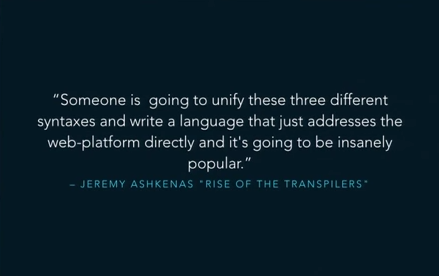 “Someone is going to unify these three different
syntaxes and write a language that just addresses the
web-platform directly and it's going to be insanely
popular.”
– JEREMY ASHKENAS "RISE OF THE TRANSPILERS"